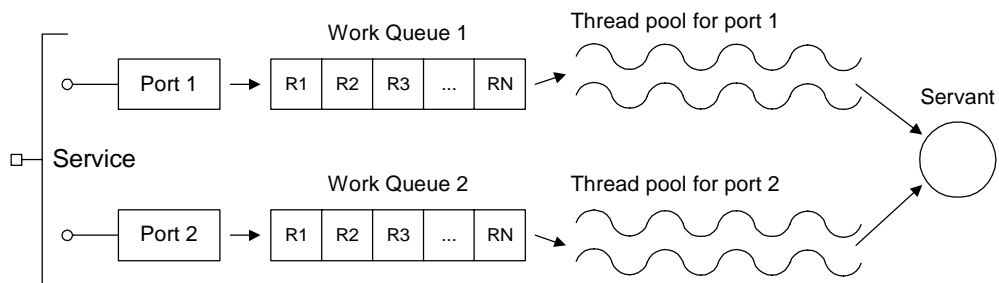 Work Queue 1
Thread pool for port 1
Port 1
R1 R2 R3 ... RN
Servant
Service
Work Queue 2
Thread pool for port 2
Port 2
R1 R2 R3 ... RN